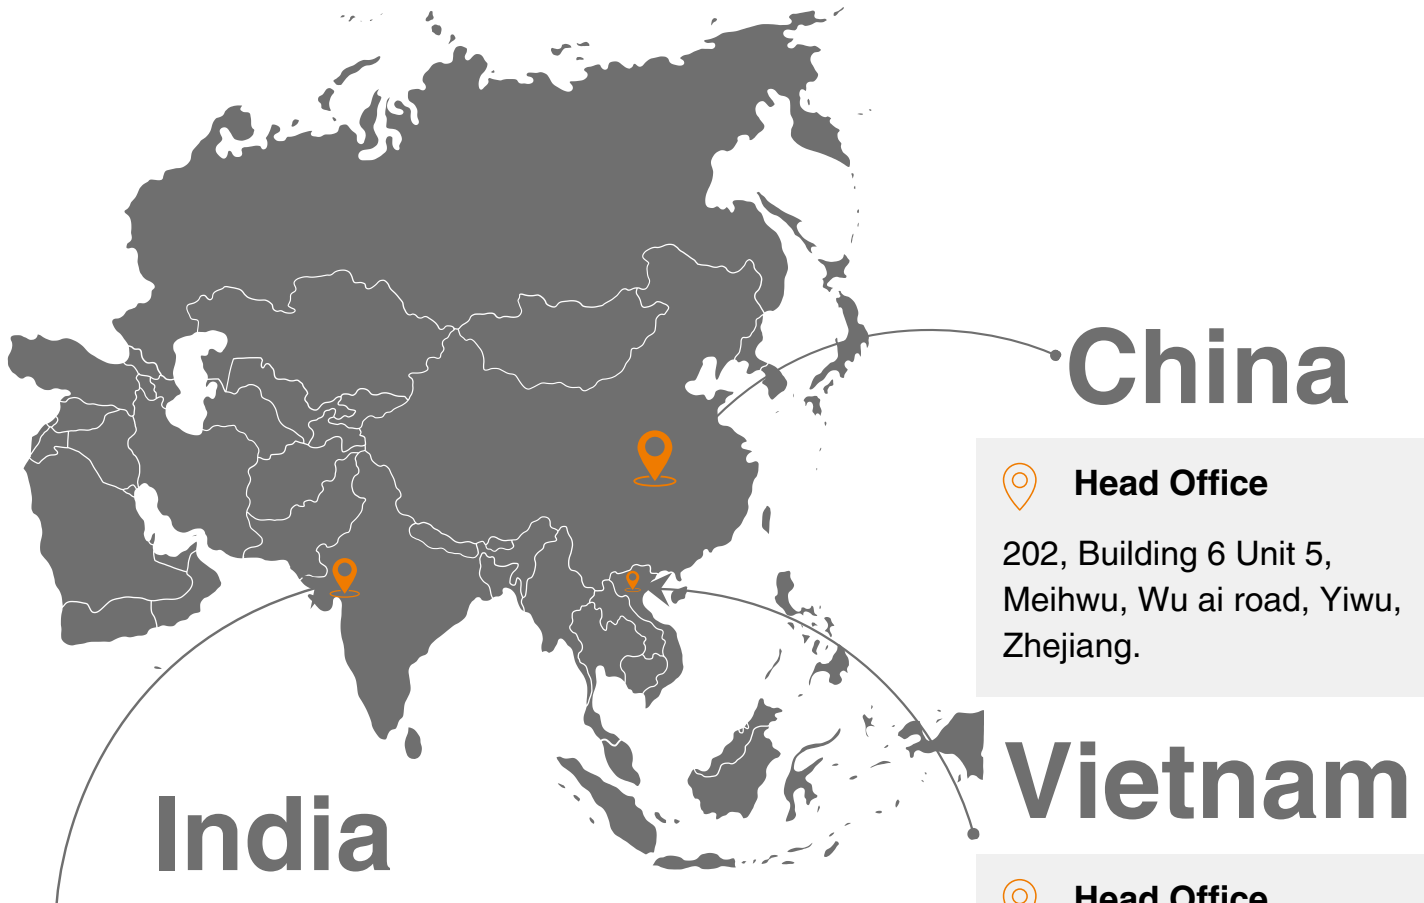 China
Head Office
202, Building 6 Unit 5,
Meihwu, Wu ai road, Yiwu,
Zhejiang.
Vietnam
Head Office
India